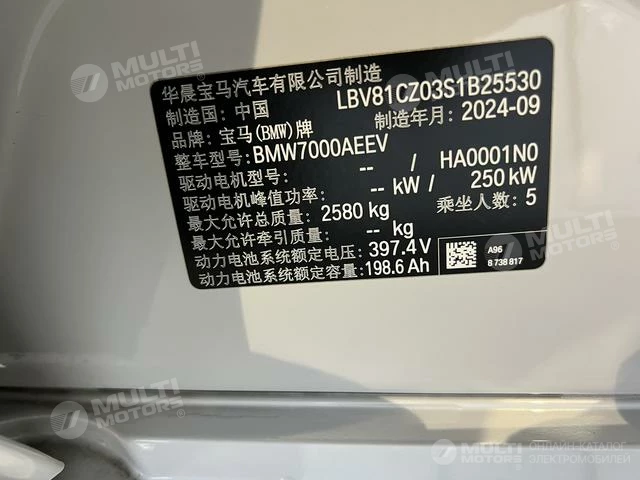 MULTI MOTORS
MULTI MOTORS
华晨宝马汽车有限公司制造
LBV81CZ03S1B25530
制造国: 中国
制造年月: 2024-09
品牌: 宝马(BMW)牌
整车型号: BMW7000AEEV
驱动电机型号: -- / HA0001N0
驱动电机峰值功率: -- kW / 250 kW
最大允许总质量: 2580 kg
乘坐人数: 5
最大允许牵引质量: -- kg
动力电池系统额定电压: 397.4V
动力电池系统额定容量: 198.6Ah
A96
8 738 817
MULTI MOTORS
MULTI MOTORS
MULTI MOTORS
ОНЛАЙН-КАТАЛОГ
ЭЛЕКТРОМОБИЛЕЙ